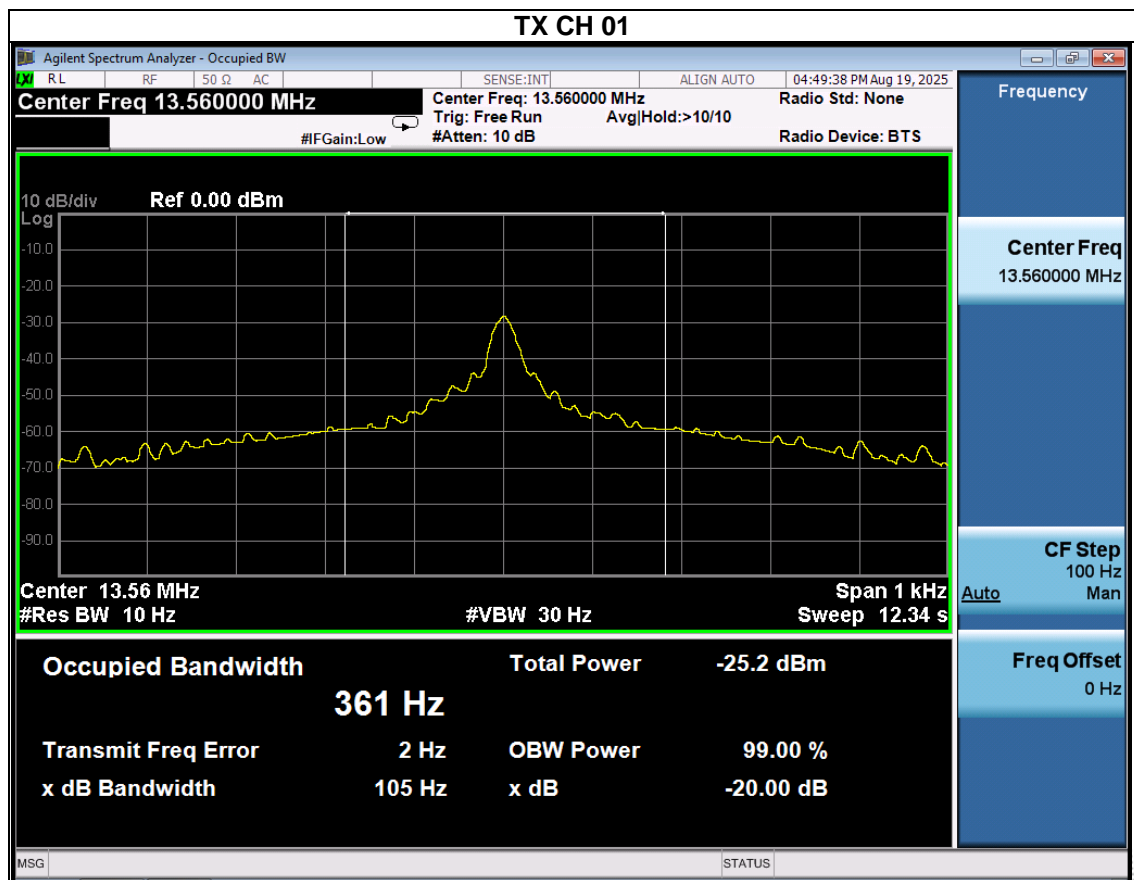 TX CH 01
Agilent Spectrum Analyzer - Occupied BW
LXI RL RF 50 Ω AC SENSE:INT ALIGN AUTO 04:49:38 PM Aug 19, 2025
Center Freq 13.560000 MHz
Center Freq: 13.560000 MHz Radio Std: None
Trig: Free Run Avg|Hold:>10/10
#IFGain:Low #Atten: 10 dB Radio Device: BTS
Frequency
10 dB/div Ref 0.00 dBm
Log
-10.0
-20.0
-30.0
-40.0
-50.0
-60.0
-70.0
-80.0
-90.0
Center 13.56 MHz Span 1 kHz
#Res BW 10 Hz #VBW 30 Hz Sweep 12.34 s
Center Freq
13.560000 MHz
CF Step
100 Hz
Auto Man
Freq Offset
0 Hz
Occupied Bandwidth Total Power -25.2 dBm
361 Hz
Transmit Freq Error 2 Hz OBW Power 99.00 %
x dB Bandwidth 105 Hz x dB -20.00 dB
MSG STATUS